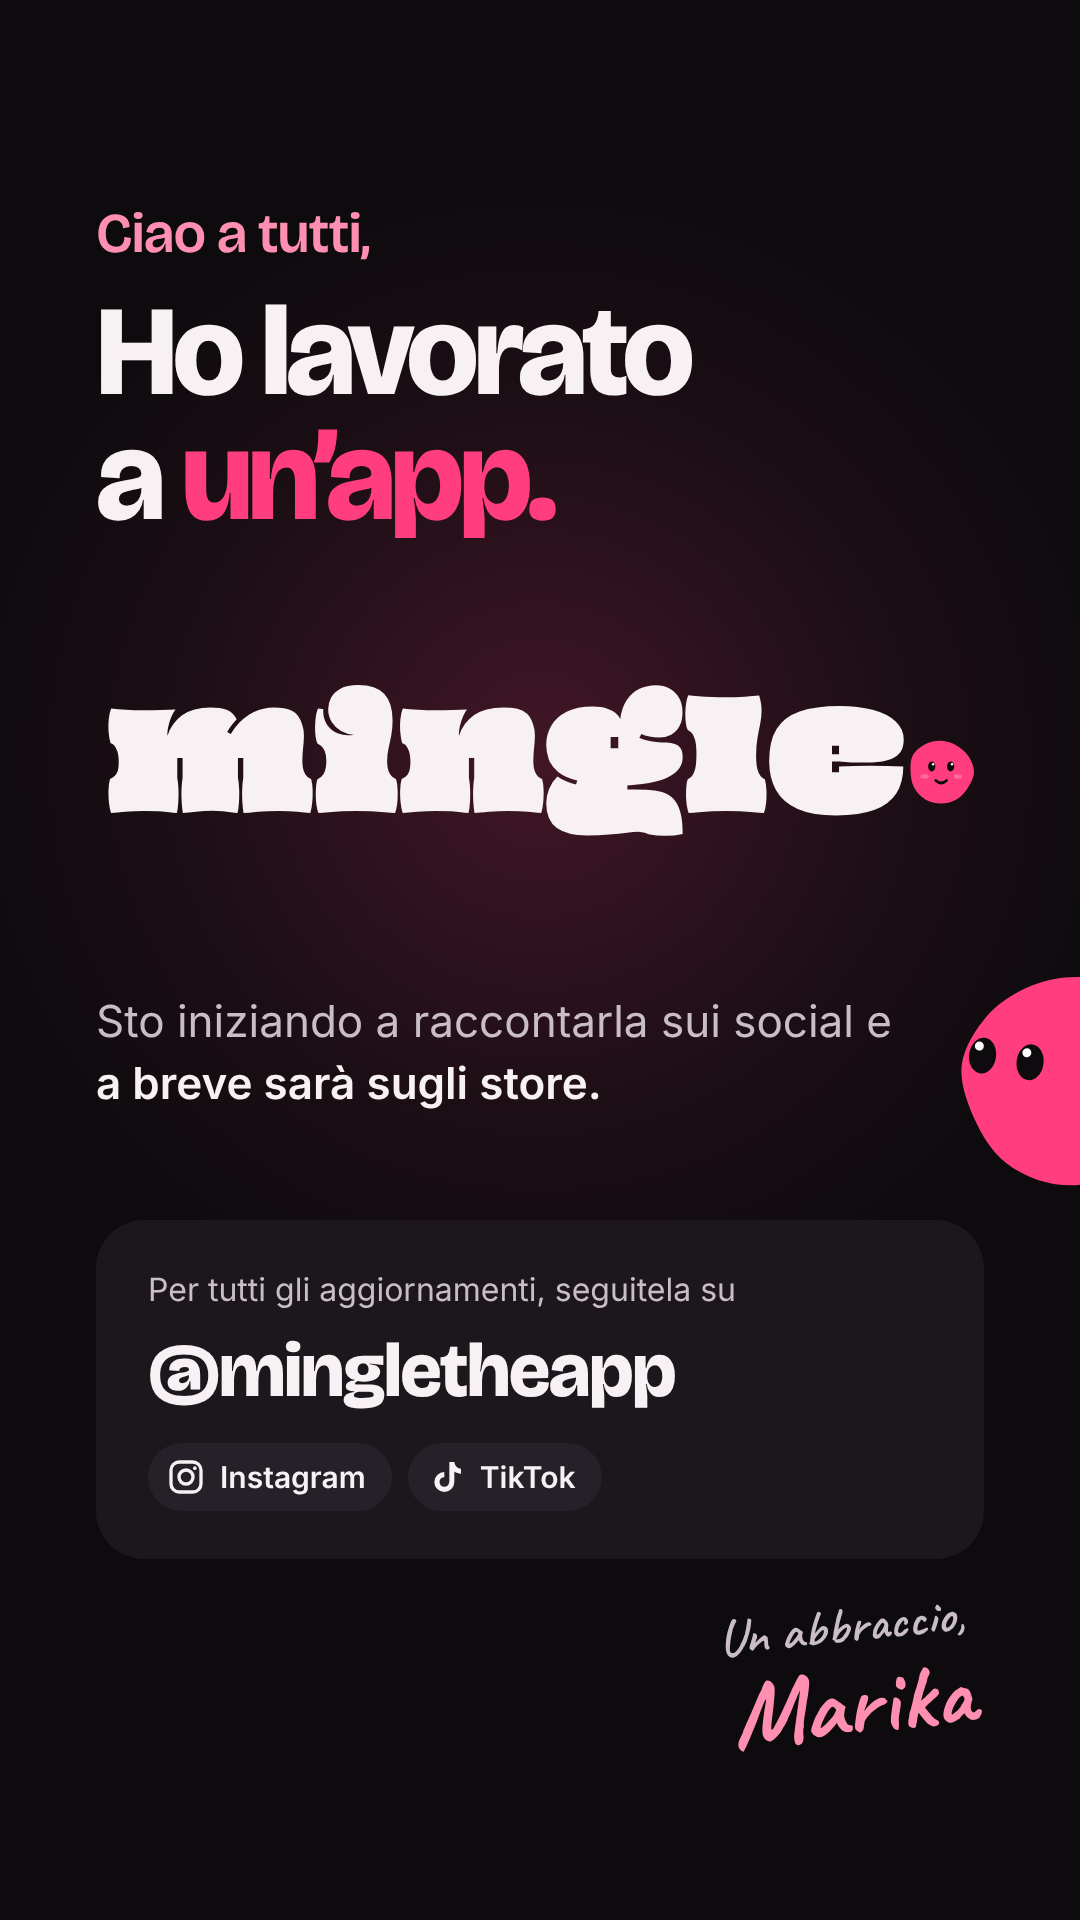 Ciao a tutti,
Ho lavorato
a un’app.
mingle
Sto iniziando a raccontarla sui social e
a breve sarà sugli store.
Per tutti gli aggiornamenti, seguitela su
@mingletheapp
Instagram
TikTok
Un abbraccio,
Marika